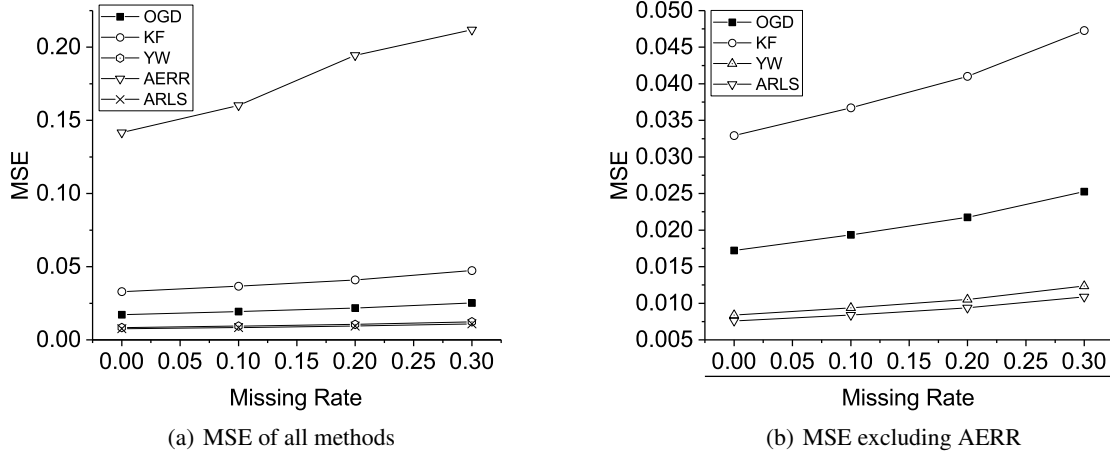 OGD
KF
YW
AERR
ARLS
0.20
0.15
0.10
0.05
0.00
MSE
0.00 0.05 0.10 0.15 0.20 0.25 0.30
Missing Rate
(a) MSE of all methods
OGD
KF
YW
ARLS
0.050
0.045
0.040
0.035
0.030
0.025
0.020
0.015
0.010
0.005
MSE
0.00 0.05 0.10 0.15 0.20 0.25 0.30
Missing Rate
(b) MSE excluding AERR